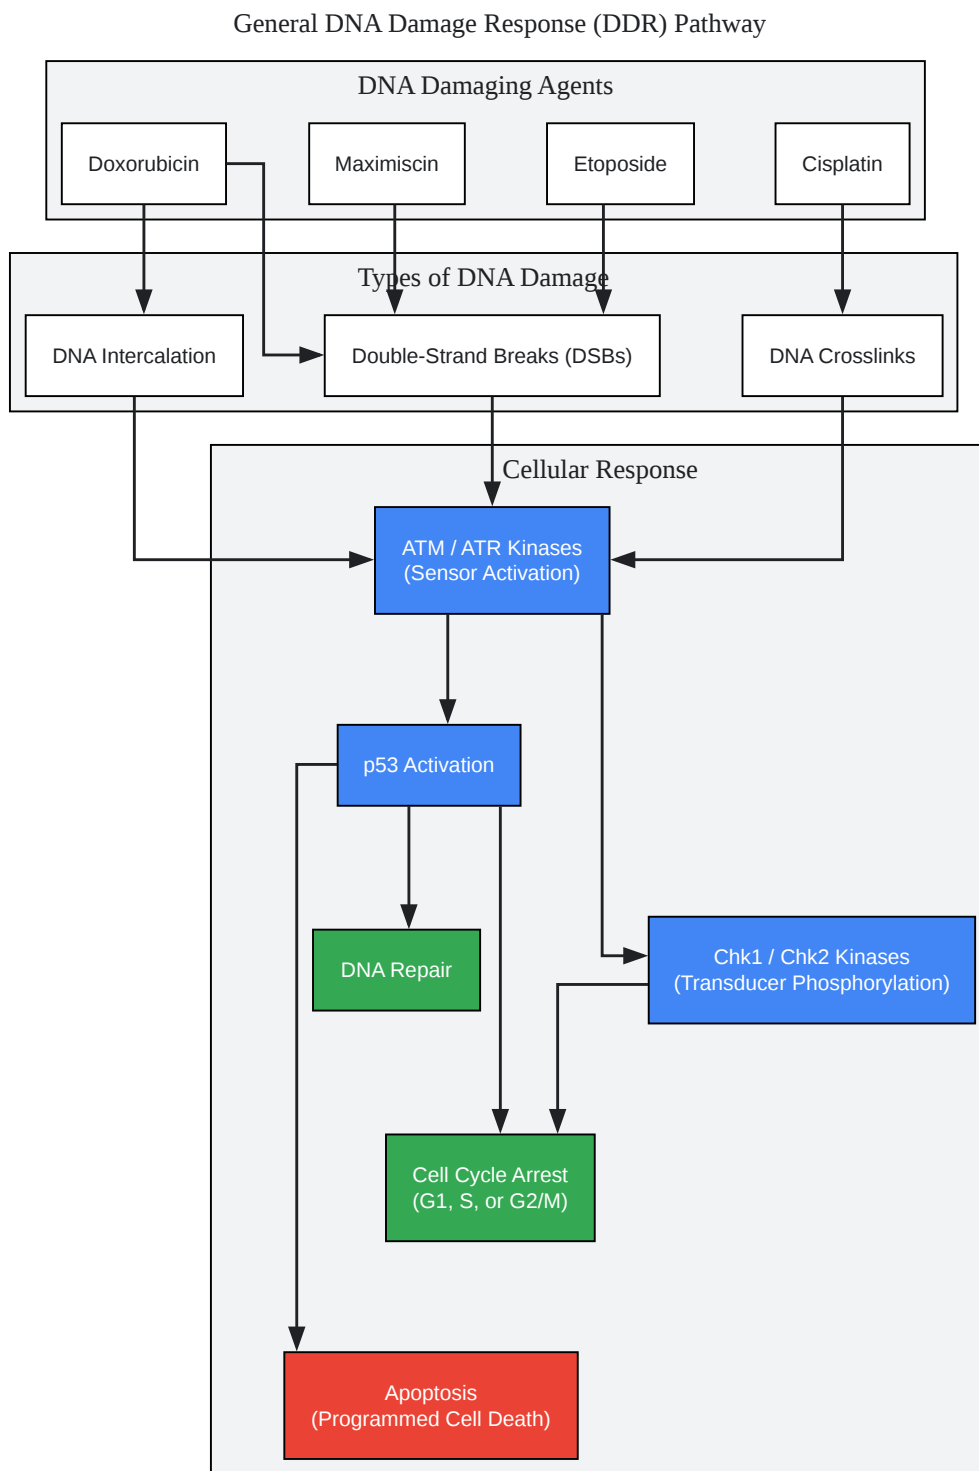 General DNA Damage Response (DDR) Pathway
DNA Damaging Agents
Doxorubicin
Maximiscin
Etoposide
Cisplatin
Types of DNA Damage
DNA Intercalation
Double-Strand Breaks (DSBs)
DNA Crosslinks
Cellular Response
ATM / ATR Kinases
(Sensor Activation)
p53 Activation
DNA Repair
Chk1 / Chk2 Kinases
(Transducer Phosphorylation)
Cell Cycle Arrest
(G1, S, or G2/M)
Apoptosis
(Programmed Cell Death)